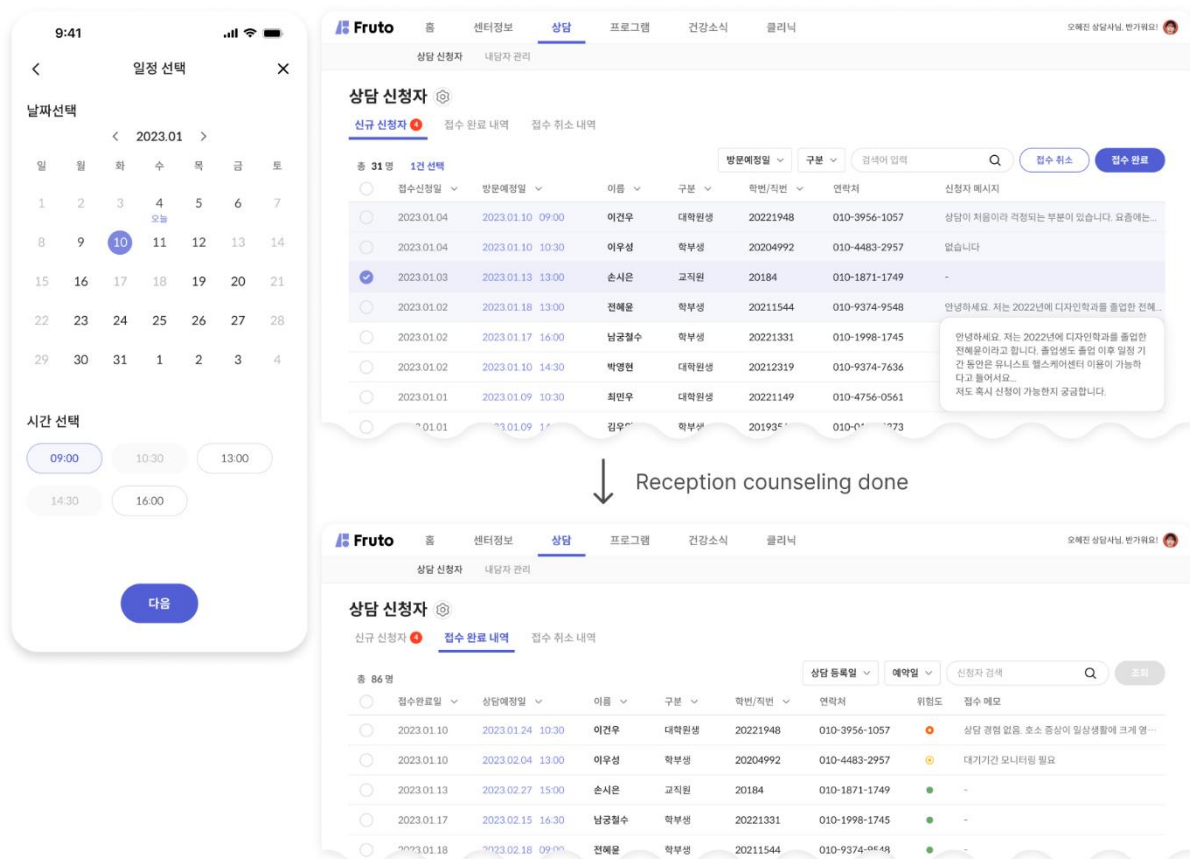 9:41
일정 선택
날짜선택
2023.01
일 월 화 수 목 금 토
1 2 3 4 5 6 7
오늘
8 9 10 11 12 13 14
15 16 17 18 19 20 21
22 23 24 25 26 27 28
29 30 31 1 2 3 4
시간 선택
09:00 10:30 13:00
14:30 16:00
다음
Fruto 홈 센터정보 상담 프로그램 건강소식 클리닉 오혜진 상담사님, 반가워요!
상담 신청자 내담자 관리
상담 신청자
신규 신청자 4 접수 완료 내역 접수 취소 내역
총 31 명 1건 선택 방문예정일 구분 검색어 입력 접수 취소 접수 완료
접수신청일 방문예정일 이름 구분 학번/직번 연락처 신청자 메시지
2023.01.04 2023.01.10 09:00 이건우 대학원생 20221948 010-3956-1057 상담이 처음이라 걱정되는 부분이 있습니다. 요즘에는...
2023.01.04 2023.01.10 10:30 이우성 학부생 20204992 010-4483-2957 없습니다
2023.01.03 2023.01.13 13:00 손시은 교직원 20184 010-1871-1749 -
2023.01.02 2023.01.18 13:00 전혜윤 학부생 20211544 010-9374-9548 안녕하세요. 저는 2022년에 디자인학과를 졸업한 전혜...
2023.01.02 2023.01.17 16:00 남궁철수 학부생 20221331 010-1998-1745
2023.01.02 2023.01.10 14:30 박영현 대학원생 20212319 010-9374-7636
2023.01.01 2023.01.09 10:30 최민우 대학원생 20221149 010-4756-0561
안녕하세요. 저는 2022년에 디자인학과를 졸업한
전혜윤이라고 합니다. 졸업생도 졸업 이후 일정 기
간 동안은 유니스트 헬스케어센터 이용이 가능하
다고 들어서요...
저도 혹시 신청이 가능한지 궁금합니다.
학부생
Reception counseling done
Fruto 홈 센터정보 상담 프로그램 건강소식 클리닉 오혜진 상담사님, 반가워요!
상담 신청자 내담자 관리
상담 신청자
신규 신청자 4 접수 완료 내역 접수 취소 내역
총 86 명 상담 등록일 예약일 신청자 검색 조회
접수완료일 상담예정일 이름 구분 학번/직번 연락처 위험도 접수 메모
2023.01.10 2023.01.24 10:30 이건우 대학원생 20221948 010-3956-1057 상담 경험 없음. 호소 증상이 일상생활에 크게 영...
2023.01.10 2023.02.04 13:00 이우성 학부생 20204992 010-4483-2957 대기기간 모니터링 필요
2023.01.13 2023.02.27 15:00 손시은 교직원 20184 010-1871-1749 -
2023.01.17 2023.02.15 16:30 남궁철수 학부생 20221331 010-1998-1745 -
2023.01.18 2023.02.18 09:00 전혜윤 학부생 20211544 010-9374-9548 -